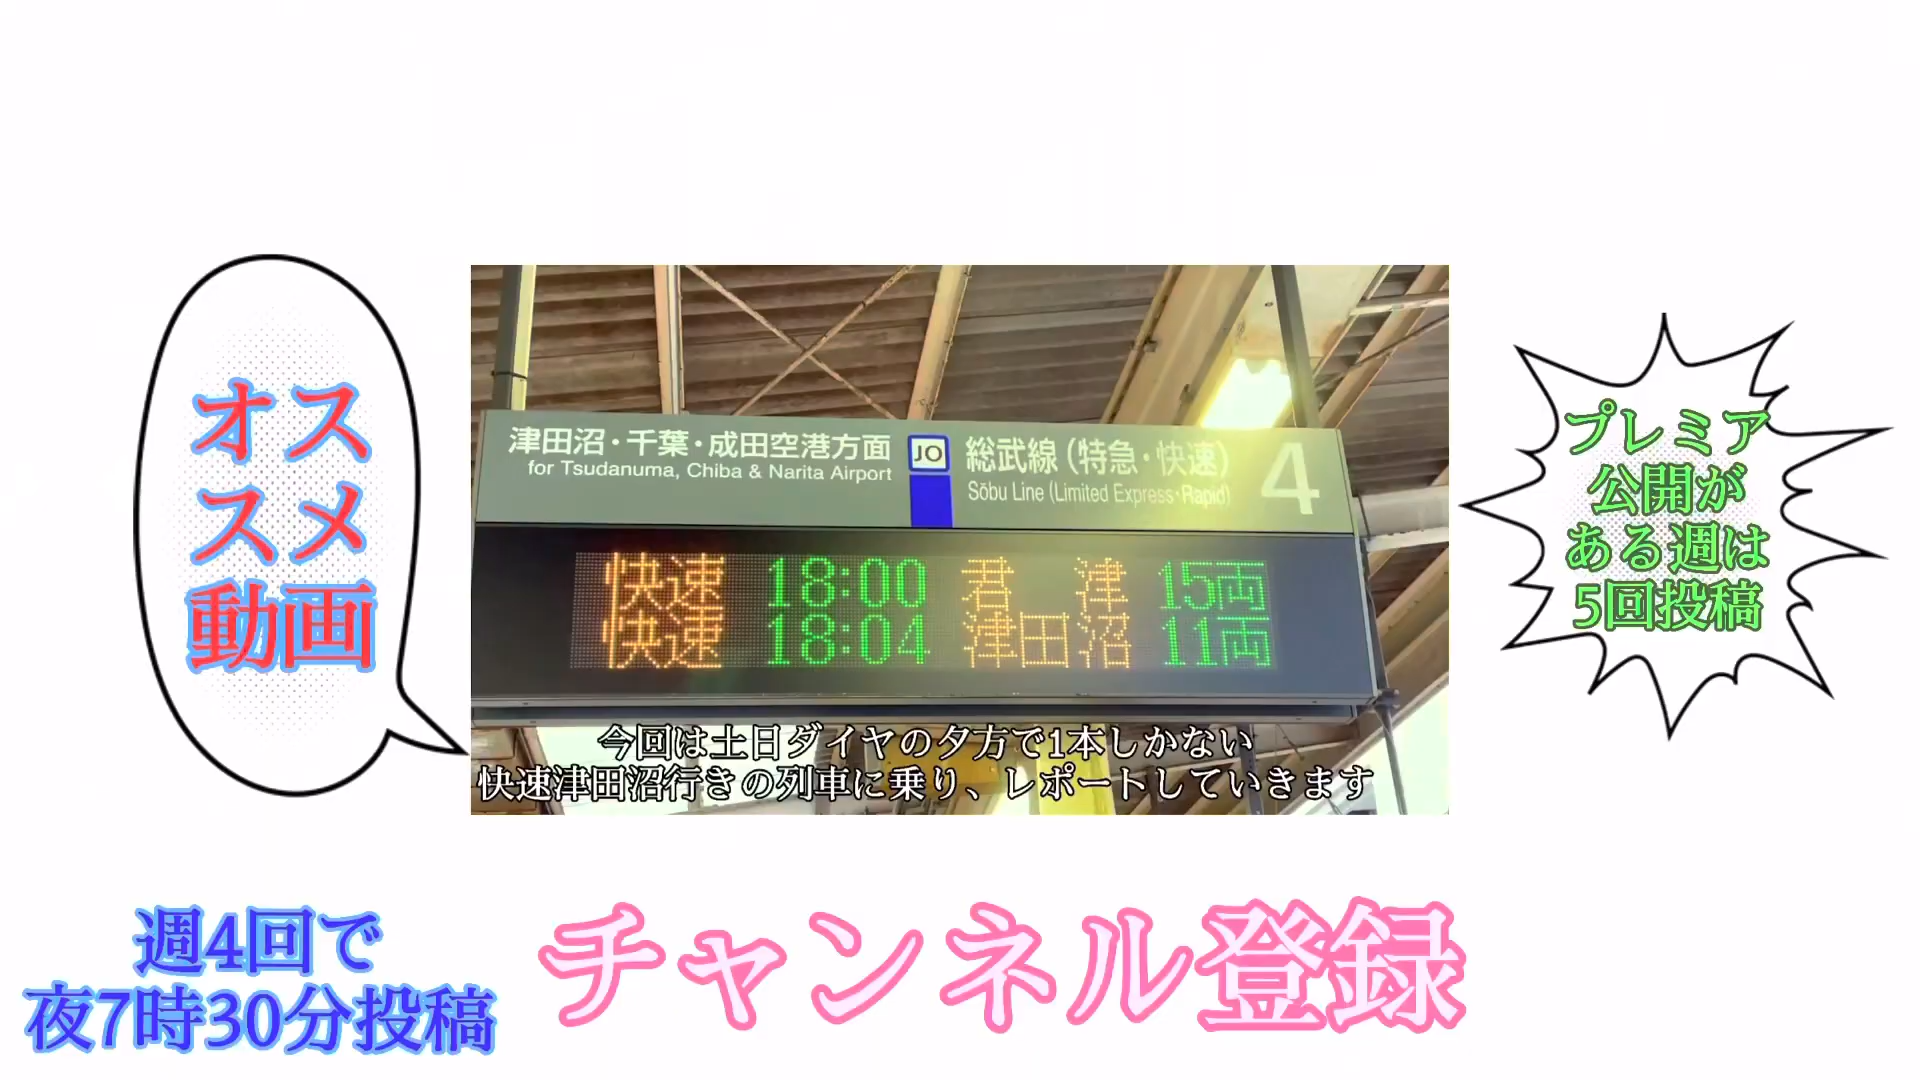 オス
スメ
動画
津田沼・千葉・成田空港方面
for Tsudanuma, Chiba & Narita Airport
JO
総武線(特急・快速)
Sōbu Line (Limited Express・Rapid)
4
快速 18:00 君津 15両
快速 18:04 津田沼 11両
今回は土日ダイヤの夕方で1本しかない
快速津田沼行きの列車に乗り、レポートしていきます
プレミア
公開が
ある週は
5回投稿
週4回で
夜7時30分投稿
チャンネル登録